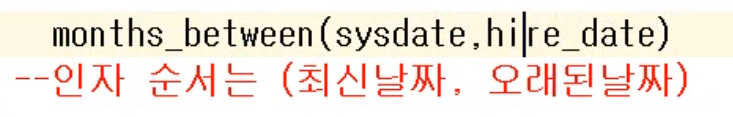 months_between(sysdate,hire_date)
--인자 순서는 (최신날짜, 오래된날짜)